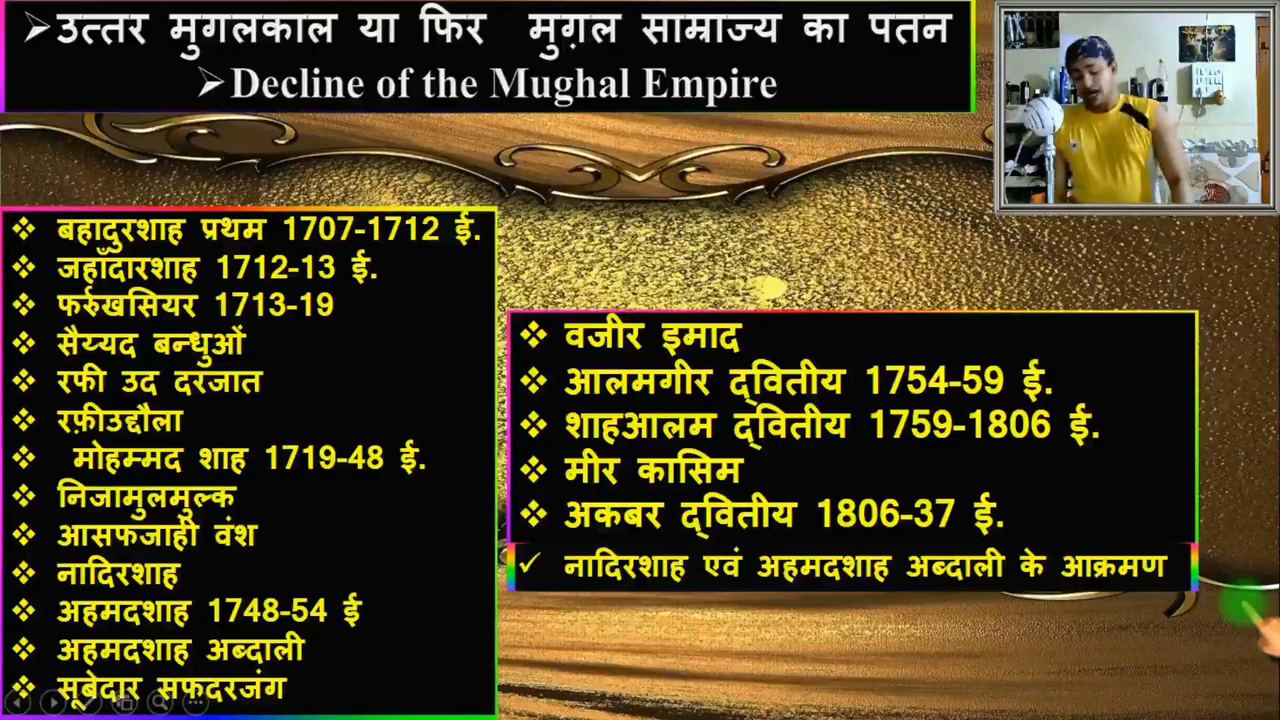 उत्तर मुगलकाल या फिर मुग़ल साम्राज्य का पतन
Decline of the Mughal Empire
बहादुरशाह प्रथम 1707-1712 ई.
जहाँदारशाह 1712-13 ई.
फर्रुखसियर 1713-19
सैय्यद बन्धुओं
रफी उद दरजात
रफ़ीउद्दौला
मोहम्मद शाह 1719-48 ई.
निजामुलमुल्क
आसफजाही वंश
नादिरशाह
अहमदशाह 1748-54 ई
अहमदशाह अब्दाली
सूबेदार सफदरजंग
वजीर इमाद
आलमगीर द्वितीय 1754-59 ई.
शाहआलम द्वितीय 1759-1806 ई.
मीर कासिम
अकबर द्वितीय 1806-37 ई.
नादिरशाह एवं अहमदशाह अब्दाली के आक्रमण